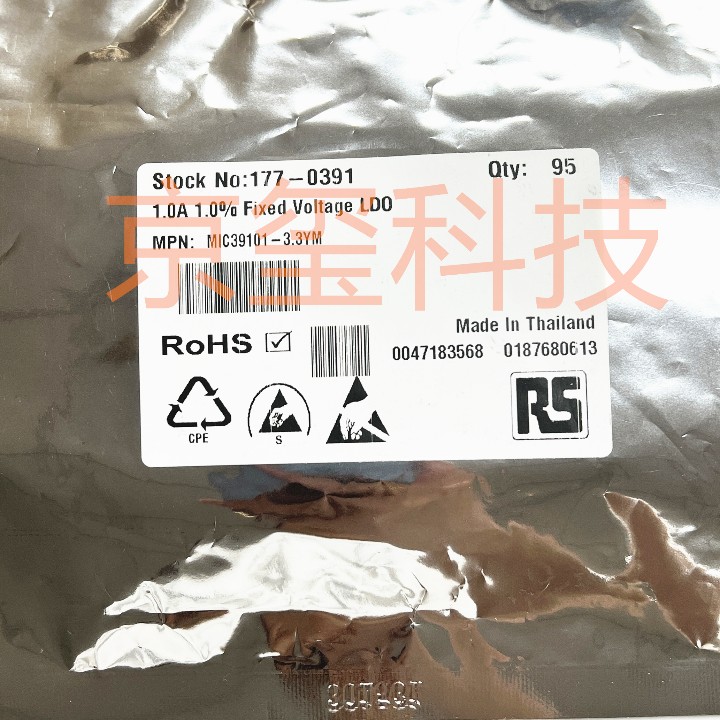 Stock No:177-0391
Qty: 95
1.0A 1.0% Fixed Voltage LDO
MPN: MIC39101-3.3YM
京玺科技
Made In Thailand
RoHS
0047183568 0187680613
CPE
S
RS